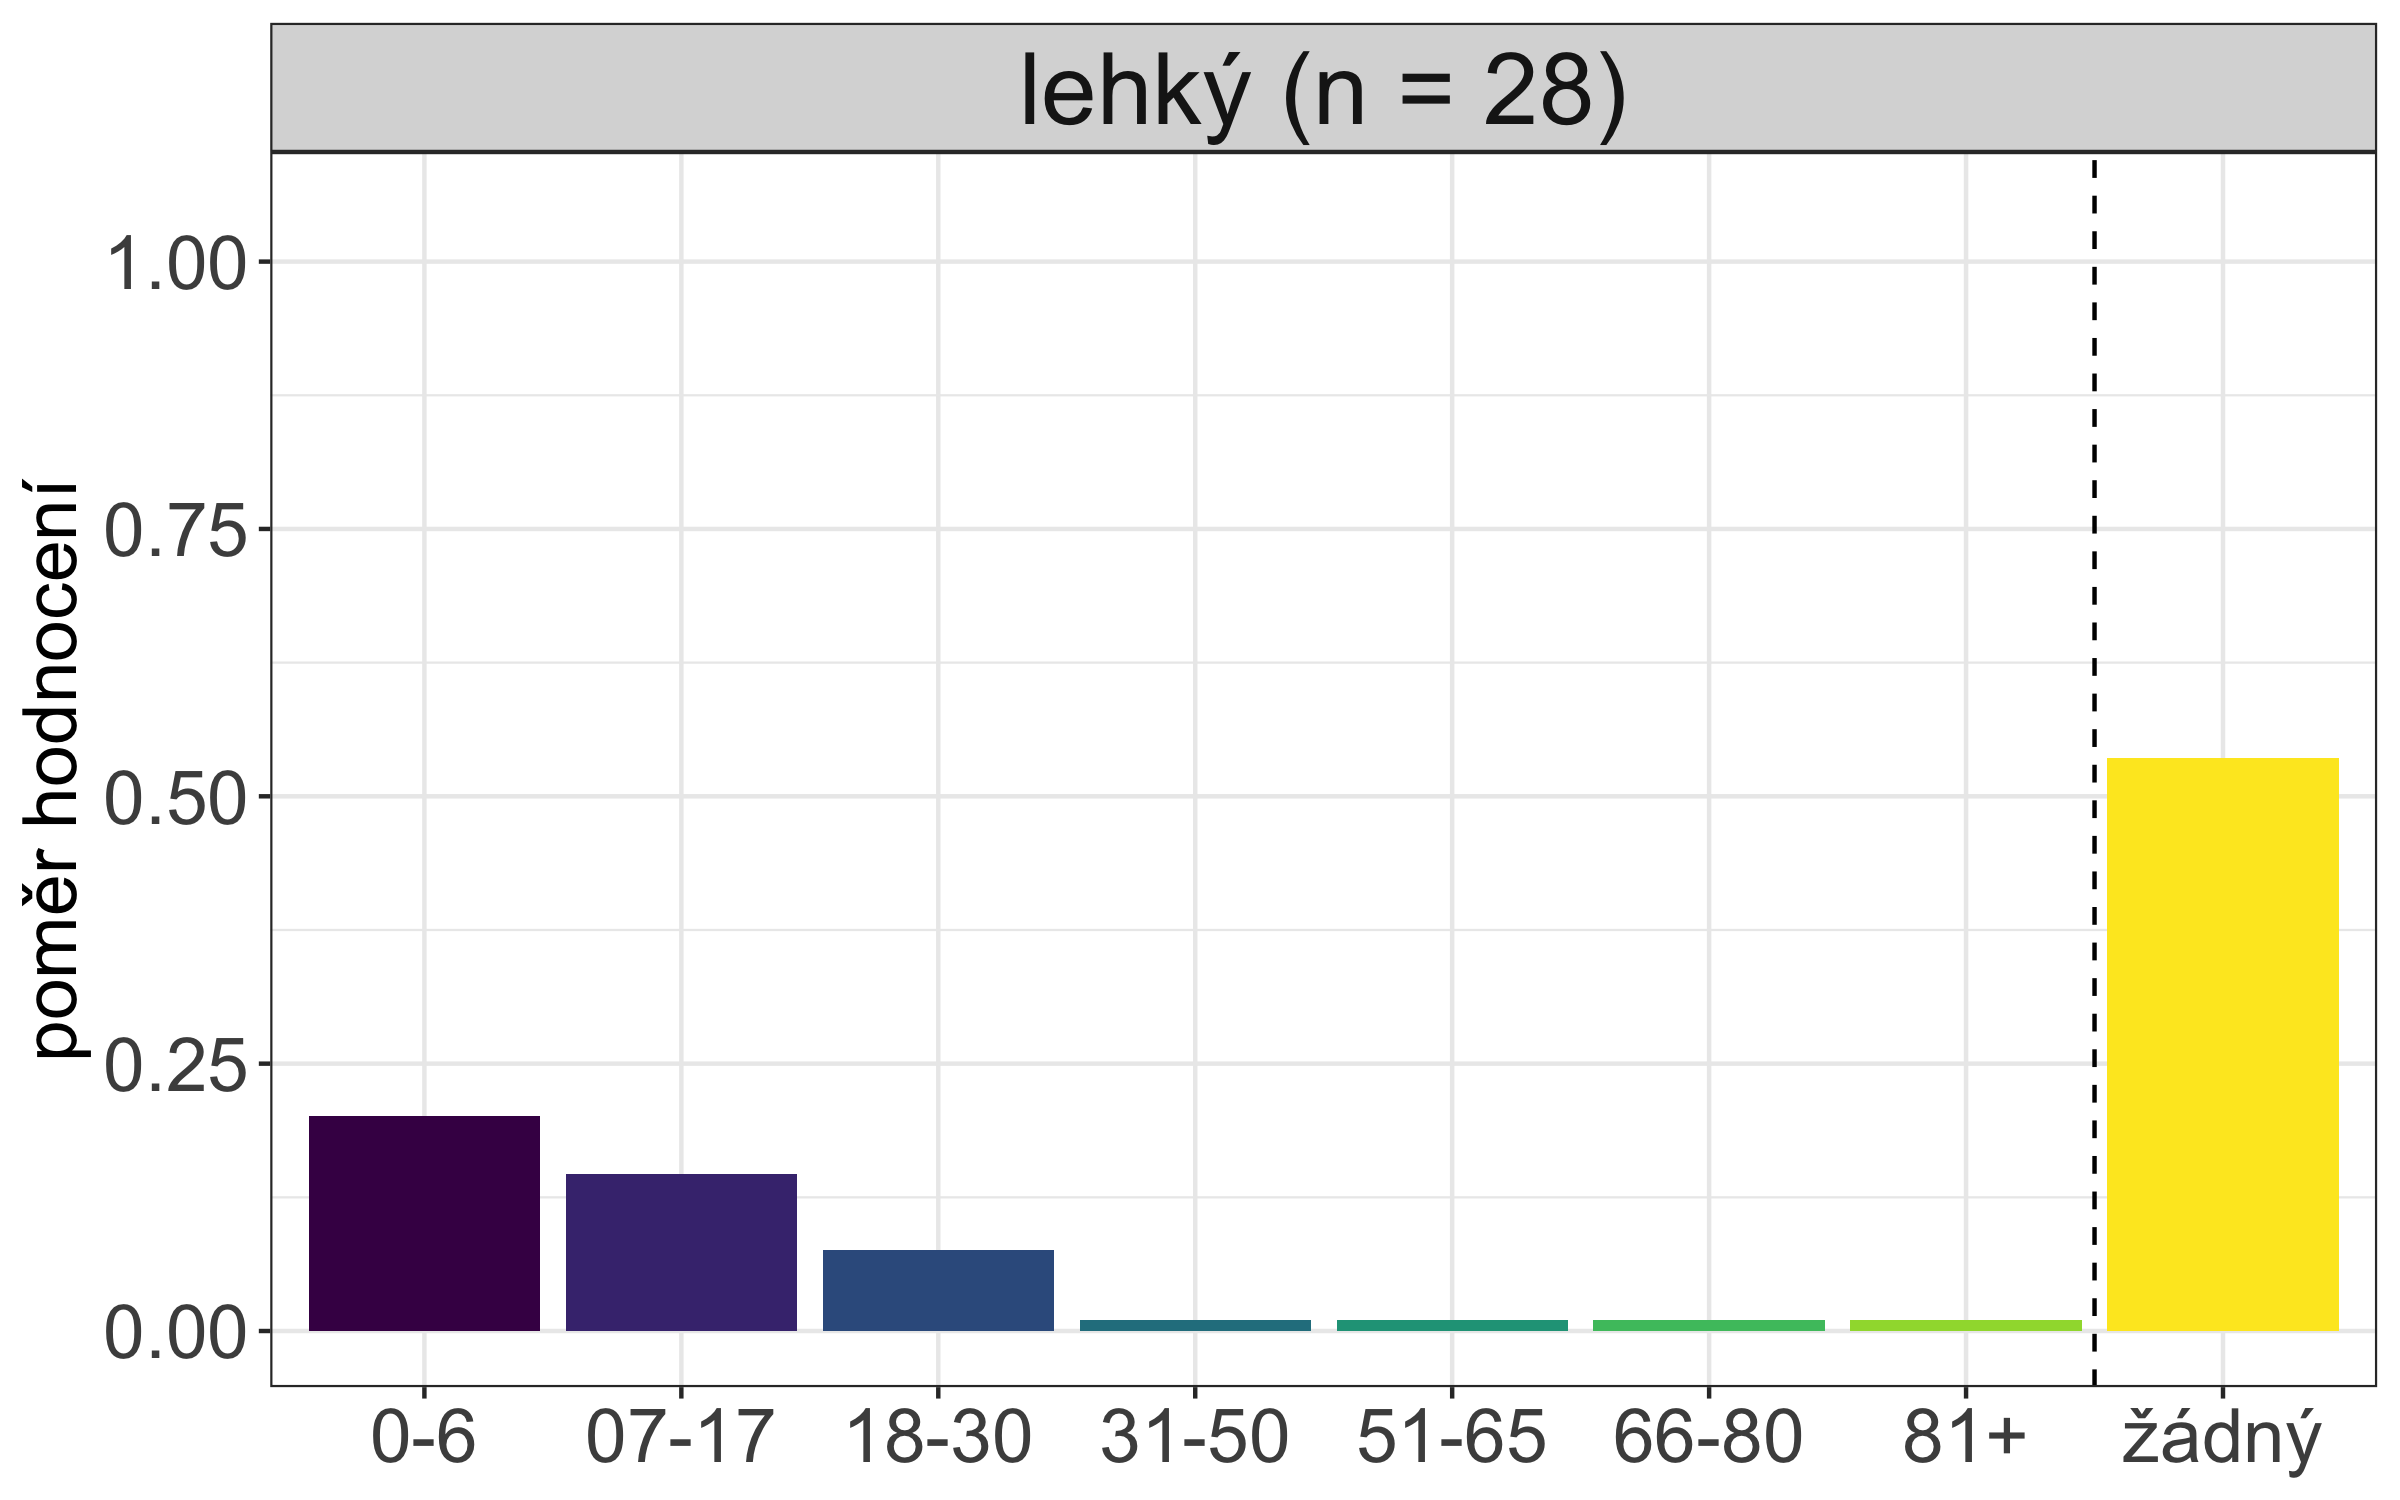 lehký (n = 28)
poměr hodnocení
1.00
0.75
0.50
0.25
0.00
0-6 07-17 18-30 31-50 51-65 66-80 81+ žádný